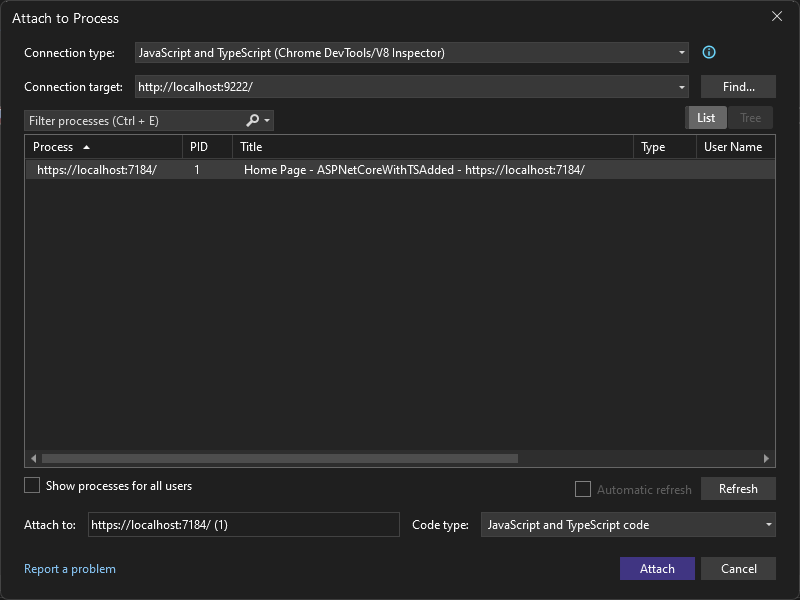 Attach to Process
Connection type: JavaScript and TypeScript (Chrome DevTools/V8 Inspector)
Connection target: http://localhost:9222/ Find...
Filter processes (Ctrl + E) List Tree
Process PID Title Type User Name
https://localhost:7184/ 1 Home Page - ASPNetCoreWithTSAdded - https://localhost:7184/
Show processes for all users Automatic refresh Refresh
Attach to: https://localhost:7184/ (1) Code type: JavaScript and TypeScript code
Report a problem Attach Cancel